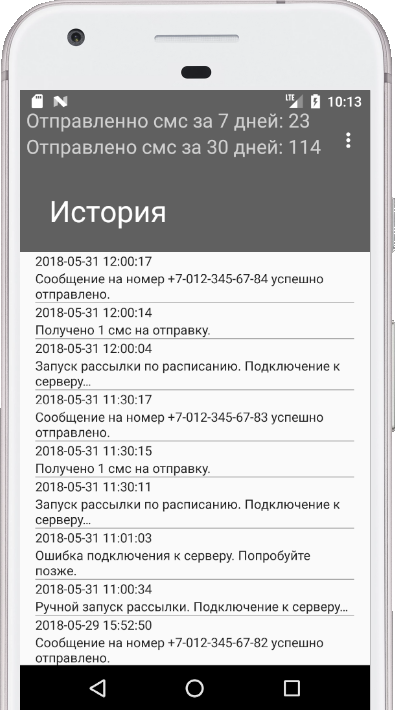 LTE 10:13
Отправленно смс за 7 дней: 23
Отправлено смс за 30 дней: 114
История
2018-05-31 12:00:17
Сообщение на номер +7-012-345-67-84 успешно
отправлено.
2018-05-31 12:00:14
Получено 1 смс на отправку.
2018-05-31 12:00:04
Запуск рассылки по расписанию. Подключение к
серверу...
2018-05-31 11:30:17
Сообщение на номер +7-012-345-67-83 успешно
отправлено.
2018-05-31 11:30:15
Получено 1 смс на отправку.
2018-05-31 11:30:11
Запуск рассылки по расписанию. Подключение к
серверу...
2018-05-31 11:01:03
Ошибка подключения к серверу. Попробуйте
позже.
2018-05-31 11:00:34
Ручной запуск рассылки. Подключение к серверу...
2018-05-29 15:52:50
Сообщение на номер +7-012-345-67-82 успешно
отправлено.